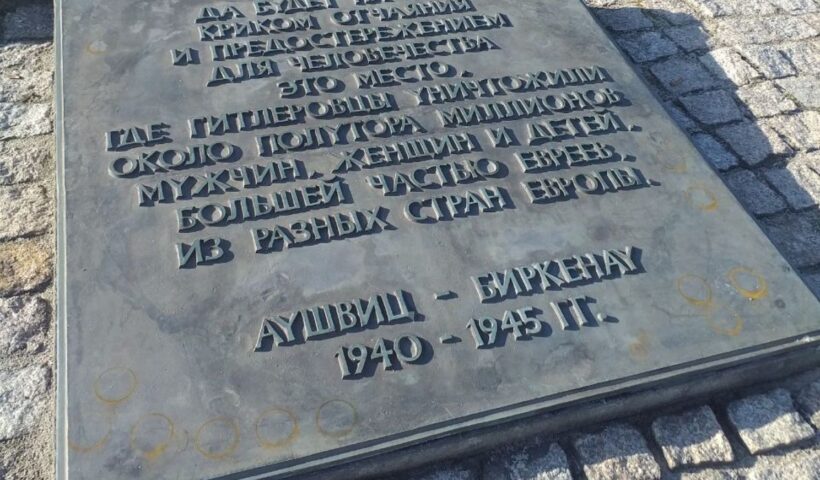 ДА БУДЕТ
КРИКОМ ОТЧАЯНИЯ
И ПРЕДОСТЕРЕЖЕНИЕМ
ДЛЯ ЧЕЛОВЕЧЕСТВА
ЭТО МЕСТО,
ГДЕ ГИТЛЕРОВЦЫ УНИЧТОЖИЛИ
ОКОЛО ПОЛУТОРА МИЛЛИОНОВ
МУЖЧИН, ЖЕНЩИН И ДЕТЕЙ,
БОЛЬШЕЙ ЧАСТЬЮ ЕВРЕЕВ,
ИЗ РАЗНЫХ СТРАН ЕВРОПЫ.
АУШВИЦ - БИРКЕНАУ
1940 - 1945 ГГ.